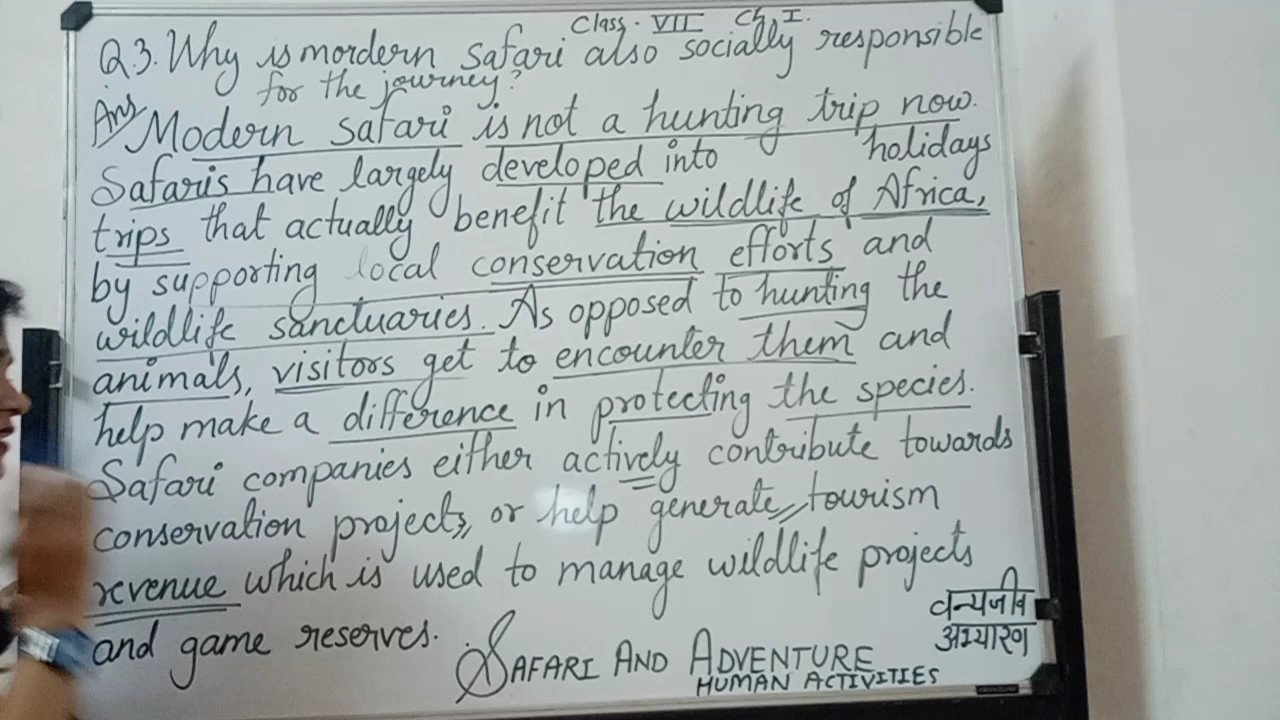 Class - VII Ch. I.
Q.3. Why is mordern safari also socially responsible
for the journey?
Ans Modern safari is not a hunting trip now.
Safaris have largely developed into holidays
trips that actually benefit the wildlife of Africa,
by supporting local conservation efforts and
wildlife sanctuaries. As opposed to hunting the
animals, visitors get to encounter them and
help make a difference in protecting the species.
Safari companies either actively contribute towards
conservation projects, or help generate tourism
revenue which is used to manage wildlife projects
and game reserves.
वन्यजीव
अभ्यारण
SAFARI AND ADVENTURE
HUMAN ACTIVITIES